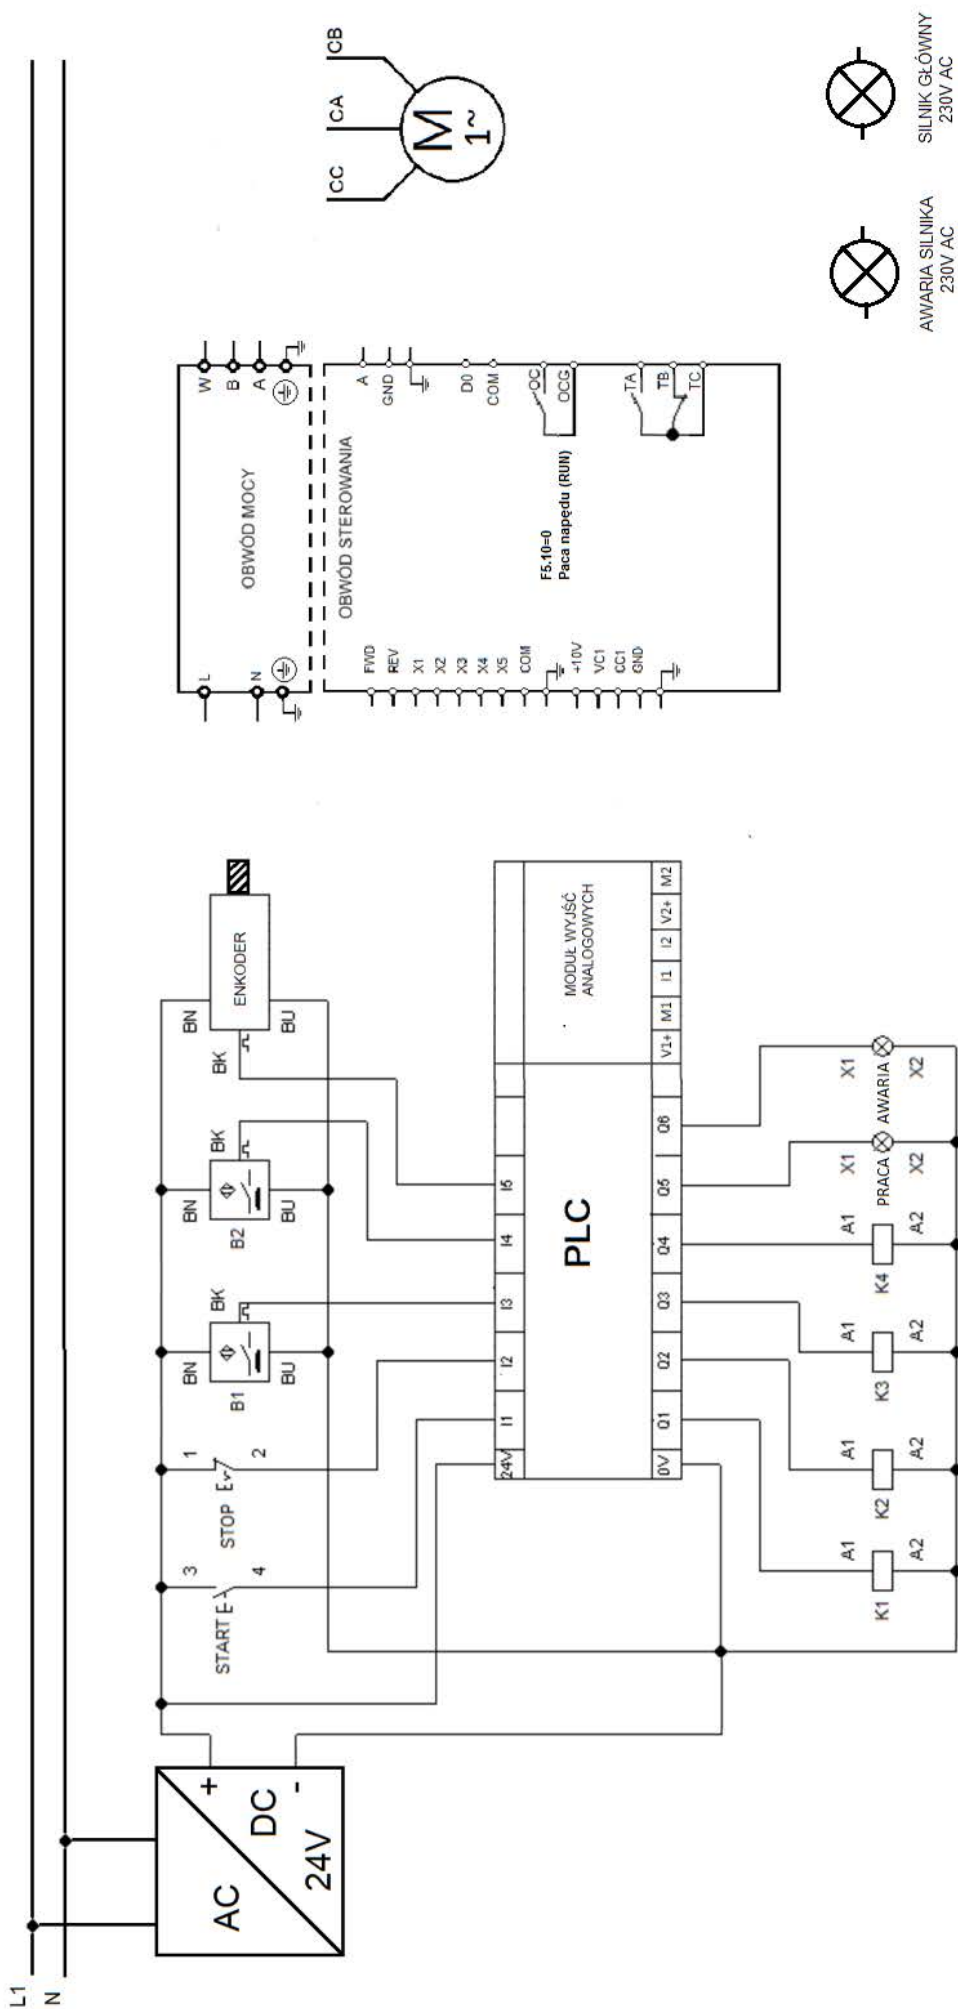 L1
N
AC
DC
+
-
24V
START
3
4
STOP
1
2
BN
BK
BU
B1
BN
BK
BU
B2
BN
BK
BU
ENKODER
24V
I1
I2
I3
I4
I5
PLC
MODUŁ WYJŚĆ
ANALOGOWYCH
0V
Q1
Q2
Q3
Q4
Q5
Q6
V1+
M1
I1
I2
V2+
M2
K1
A1
A2
K2
A1
A2
K3
A1
A2
K4
A1
A2
PRACA
X1
X2
AWARIA
X1
X2
OBWÓD MOCY
L
N
W
B
A
OBWÓD STEROWANIA
FWD
REV
X1
X2
X3
X4
X5
COM
+10V
VC1
CC1
GND
F5.10=0
Paca napędu (RUN)
A
GND
D0
COM
OC
OCG
TA
TB
TC
CC
CA
CB
M
1~
AWARIA SILNIKA
230V AC
SILNIK GŁÓWNY
230V AC